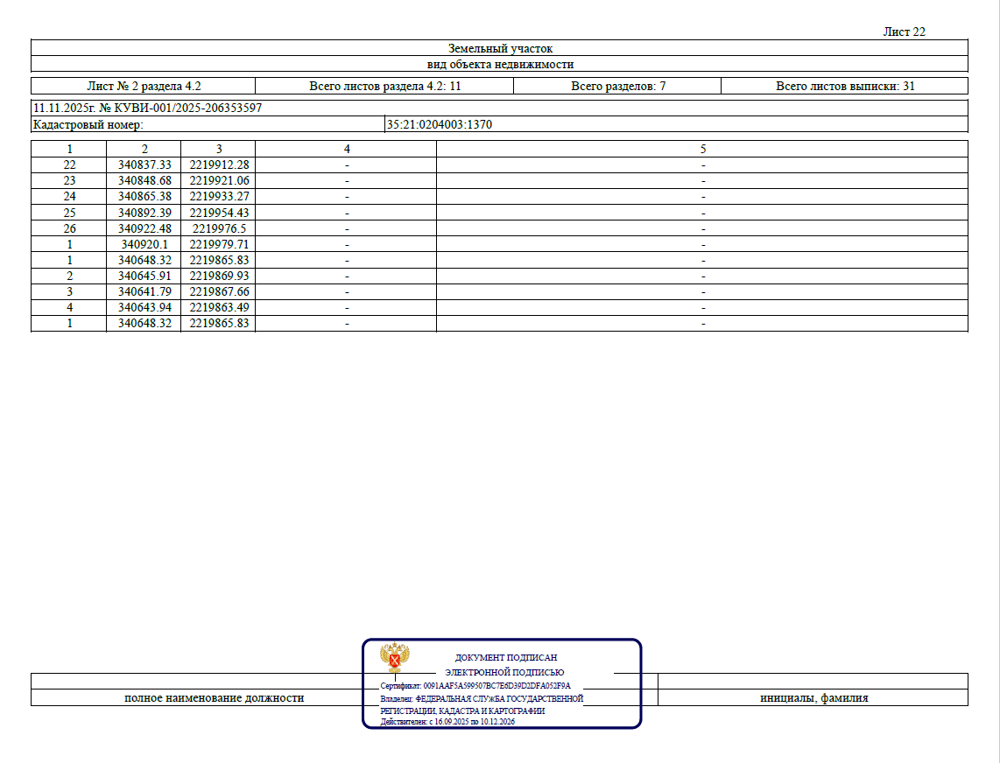 Лист 22
Земельный участок
вид объекта недвижимости
Лист № 2 раздела 4.2 Всего листов раздела 4.2: 11 Всего разделов: 7 Всего листов выписки: 31
11.11.2025г. № КУВИ-001/2025-206353597
Кадастровый номер: 35:21:0204003:1370
1 2 3 4 5
22 340837.33 2219912.28 - -
23 340848.68 2219921.06 - -
24 340865.38 2219933.27 - -
25 340892.39 2219954.43 - -
26 340922.48 2219976.5 - -
1 340920.1 2219979.71 - -
1 340648.32 2219865.83 - -
2 340645.91 2219869.93 - -
3 340641.79 2219867.66 - -
4 340643.94 2219863.49 - -
1 340648.32 2219865.83 - -
ДОКУМЕНТ ПОДПИСАН
ЭЛЕКТРОННОЙ ПОДПИСЬЮ
Сертификат: 0091AAF5A599507BC7E6D39D2DFA052F9A
Владелец: ФЕДЕРАЛЬНАЯ СЛУЖБА ГОСУДАРСТВЕННОЙ
РЕГИСТРАЦИИ, КАДАСТРА И КАРТОГРАФИИ
Действителен: с 16.09.2025 по 10.12.2026
полное наименование должности инициалы, фамилия